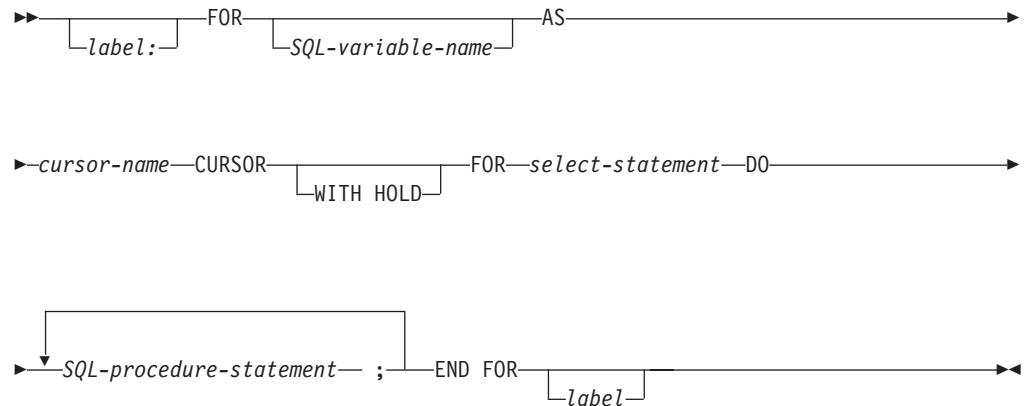 FOR AS
label: SQL-variable-name
cursor-name CURSOR FOR select-statement DO
WITH HOLD
SQL-procedure-statement ; END FOR
label